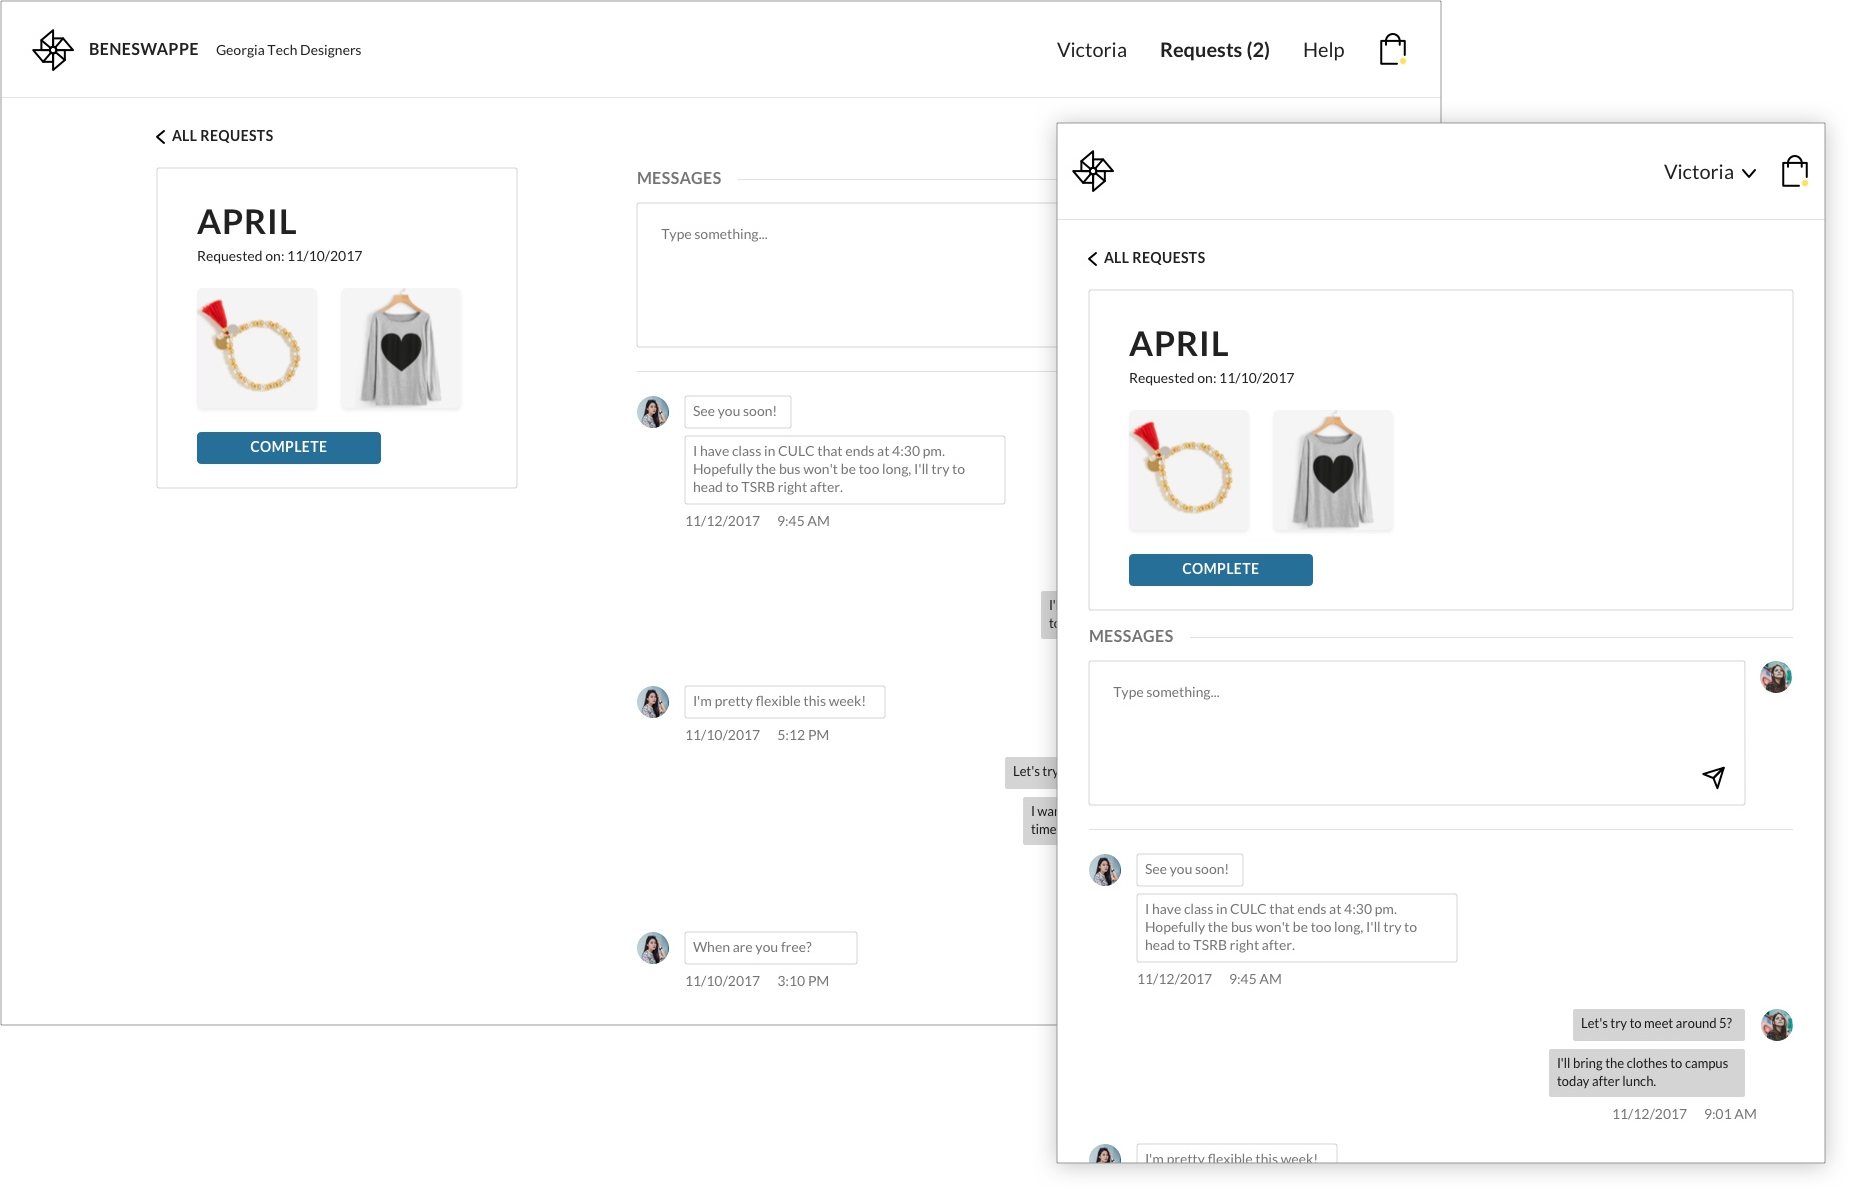 BENESWAPPE Georgia Tech Designers
Victoria Requests (2) Help
ALL REQUESTS
APRIL
Requested on: 11/10/2017
COMPLETE
MESSAGES
Type something...
See you soon!
I have class in CULC that ends at 4:30 pm.
Hopefully the bus won't be too long, I'll try to
head to TSRB right after.
11/12/2017 9:45 AM
I'm pretty flexible this week!
11/10/2017 5:12 PM
Let's try
time
When are you free?
11/10/2017 3:10 PM
Victoria
ALL REQUESTS
APRIL
Requested on: 11/10/2017
COMPLETE
MESSAGES
Type something...
See you soon!
I have class in CULC that ends at 4:30 pm.
Hopefully the bus won't be too long, I'll try to
head to TSRB right after.
11/12/2017 9:45 AM
Let's try to meet around 5?
I'll bring the clothes to campus
today after lunch.
11/12/2017 9:01 AM
I'm pretty flexible this week!